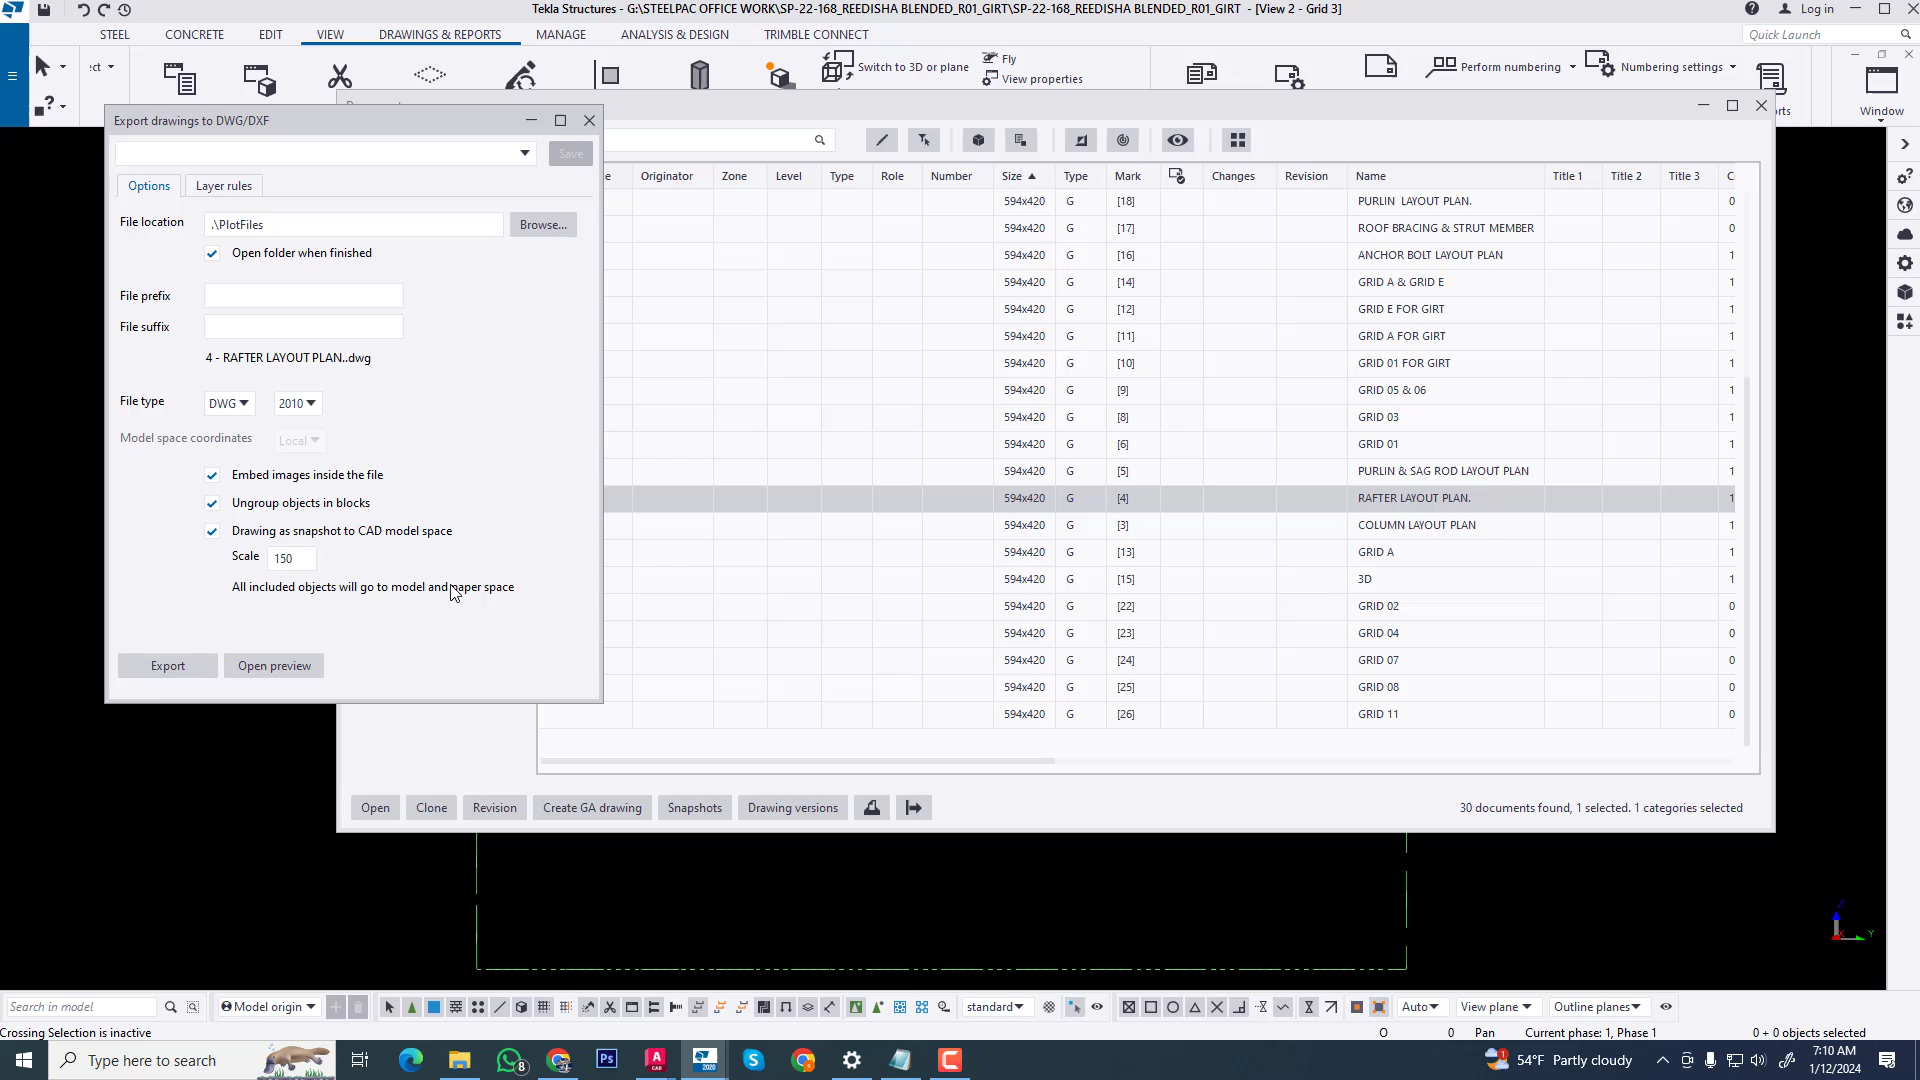 Tekla Structures - G:\STEELPAC OFFICE WORK\SP-22-168_REEDISHA BLENDED_R01_GIRT\SP-22-168_REEDISHA BLENDED_R01_GIRT - [View 2 - Grid 3]
Log in
STEEL CONCRETE EDIT VIEW DRAWINGS & REPORTS MANAGE ANALYSIS & DESIGN TRIMBLE CONNECT
Quick Launch
Switch to 3D or plane
Fly
View properties
Perform numbering
Numbering settings
Window
Export drawings to DWG/DXF
Save
Options Layer rules
File location .\PlotFiles Browse...
Open folder when finished
File prefix
File suffix
4 - RAFTER LAYOUT PLAN..dwg
File type DWG 2010
Model space coordinates Local
Embed images inside the file
Ungroup objects in blocks
Drawing as snapshot to CAD model space
Scale 150
All included objects will go to model and paper space
Export Open preview
Originator Zone Level Type Role Number Size Type Mark Changes Revision Name Title 1 Title 2 Title 3
594x420 G [18] PURLIN LAYOUT PLAN. 0
594x420 G [17] ROOF BRACING & STRUT MEMBER 0
594x420 G [16] ANCHOR BOLT LAYOUT PLAN 1
594x420 G [14] GRID A & GRID E 1
594x420 G [12] GRID E FOR GIRT 1
594x420 G [11] GRID A FOR GIRT 1
594x420 G [10] GRID 01 FOR GIRT 1
594x420 G [9] GRID 05 & 06 1
594x420 G [8] GRID 03 1
594x420 G [6] GRID 01 1
594x420 G [5] PURLIN & SAG ROD LAYOUT PLAN 1
594x420 G [4] RAFTER LAYOUT PLAN. 1
594x420 G [3] COLUMN LAYOUT PLAN 1
594x420 G [13] GRID A 1
594x420 G [15] 3D 1
594x420 G [22] GRID 02 0
594x420 G [23] GRID 04 0
594x420 G [24] GRID 07 0
594x420 G [25] GRID 08 0
594x420 G [26] GRID 11 0
Open Clone Revision Create GA drawing Snapshots Drawing versions
30 documents found, 1 selected. 1 categories selected
Search in model
Model origin
standard
Auto View plane Outline planes
Crossing Selection is inactive
O 0 Pan Current phase: 1, Phase 1 0 + 0 objects selected
Type here to search
54°F Partly cloudy
7:10 AM
1/12/2024